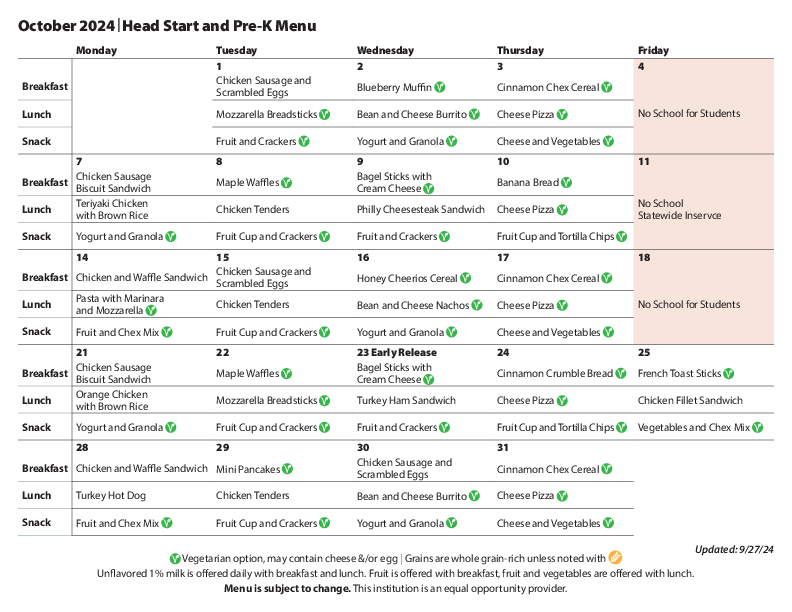 October 2024 | Head Start and Pre-K Menu
Monday Tuesday Wednesday Thursday Friday
1 2 3 4
Breakfast Chicken Sausage and Scrambled Eggs Blueberry Muffin V Cinnamon Chex Cereal V
Lunch Mozzarella Breadsticks V Bean and Cheese Burrito V Cheese Pizza V No School for Students
Snack Fruit and Crackers V Yogurt and Granola V Cheese and Vegetables V
7 8 9 10 11
Breakfast Chicken Sausage Biscuit Sandwich Maple Waffles V Bagel Sticks with Cream Cheese V Banana Bread V
Lunch Teriyaki Chicken with Brown Rice Chicken Tenders Philly Cheesesteak Sandwich Cheese Pizza V No School Statewide Inservce
Snack Yogurt and Granola V Fruit Cup and Crackers V Fruit and Crackers V Fruit Cup and Tortilla Chips V
14 15 16 17 18
Breakfast Chicken and Waffle Sandwich Chicken Sausage and Scrambled Eggs Honey Cheerios Cereal V Cinnamon Chex Cereal V
Lunch Pasta with Marinara and Mozzarella V Chicken Tenders Bean and Cheese Nachos V Cheese Pizza V No School for Students
Snack Fruit and Chex Mix V Fruit Cup and Crackers V Yogurt and Granola V Cheese and Vegetables V
21 22 23 Early Release 24 25
Breakfast Chicken Sausage Biscuit Sandwich Maple Waffles V Bagel Sticks with Cream Cheese V Cinnamon Crumble Bread V French Toast Sticks V
Lunch Orange Chicken with Brown Rice Mozzarella Breadsticks V Turkey Ham Sandwich Cheese Pizza V Chicken Fillet Sandwich
Snack Yogurt and Granola V Fruit Cup and Crackers V Fruit and Crackers V Fruit Cup and Tortilla Chips V Vegetables and Chex Mix V
28 29 30 31
Breakfast Chicken and Waffle Sandwich Mini Pancakes V Chicken Sausage and Scrambled Eggs Cinnamon Chex Cereal V
Lunch Turkey Hot Dog Chicken Tenders Bean and Cheese Burrito V Cheese Pizza V
Snack Fruit and Chex Mix V Fruit Cup and Crackers V Yogurt and Granola V Cheese and Vegetables V
Updated: 9/27/24
V Vegetarian option, may contain cheese &/or egg | Grains are whole grain-rich unless noted with
Unflavored 1% milk is offered daily with breakfast and lunch. Fruit is offered with breakfast, fruit and vegetables are offered with lunch.
Menu is subject to change. This institution is an equal opportunity provider.